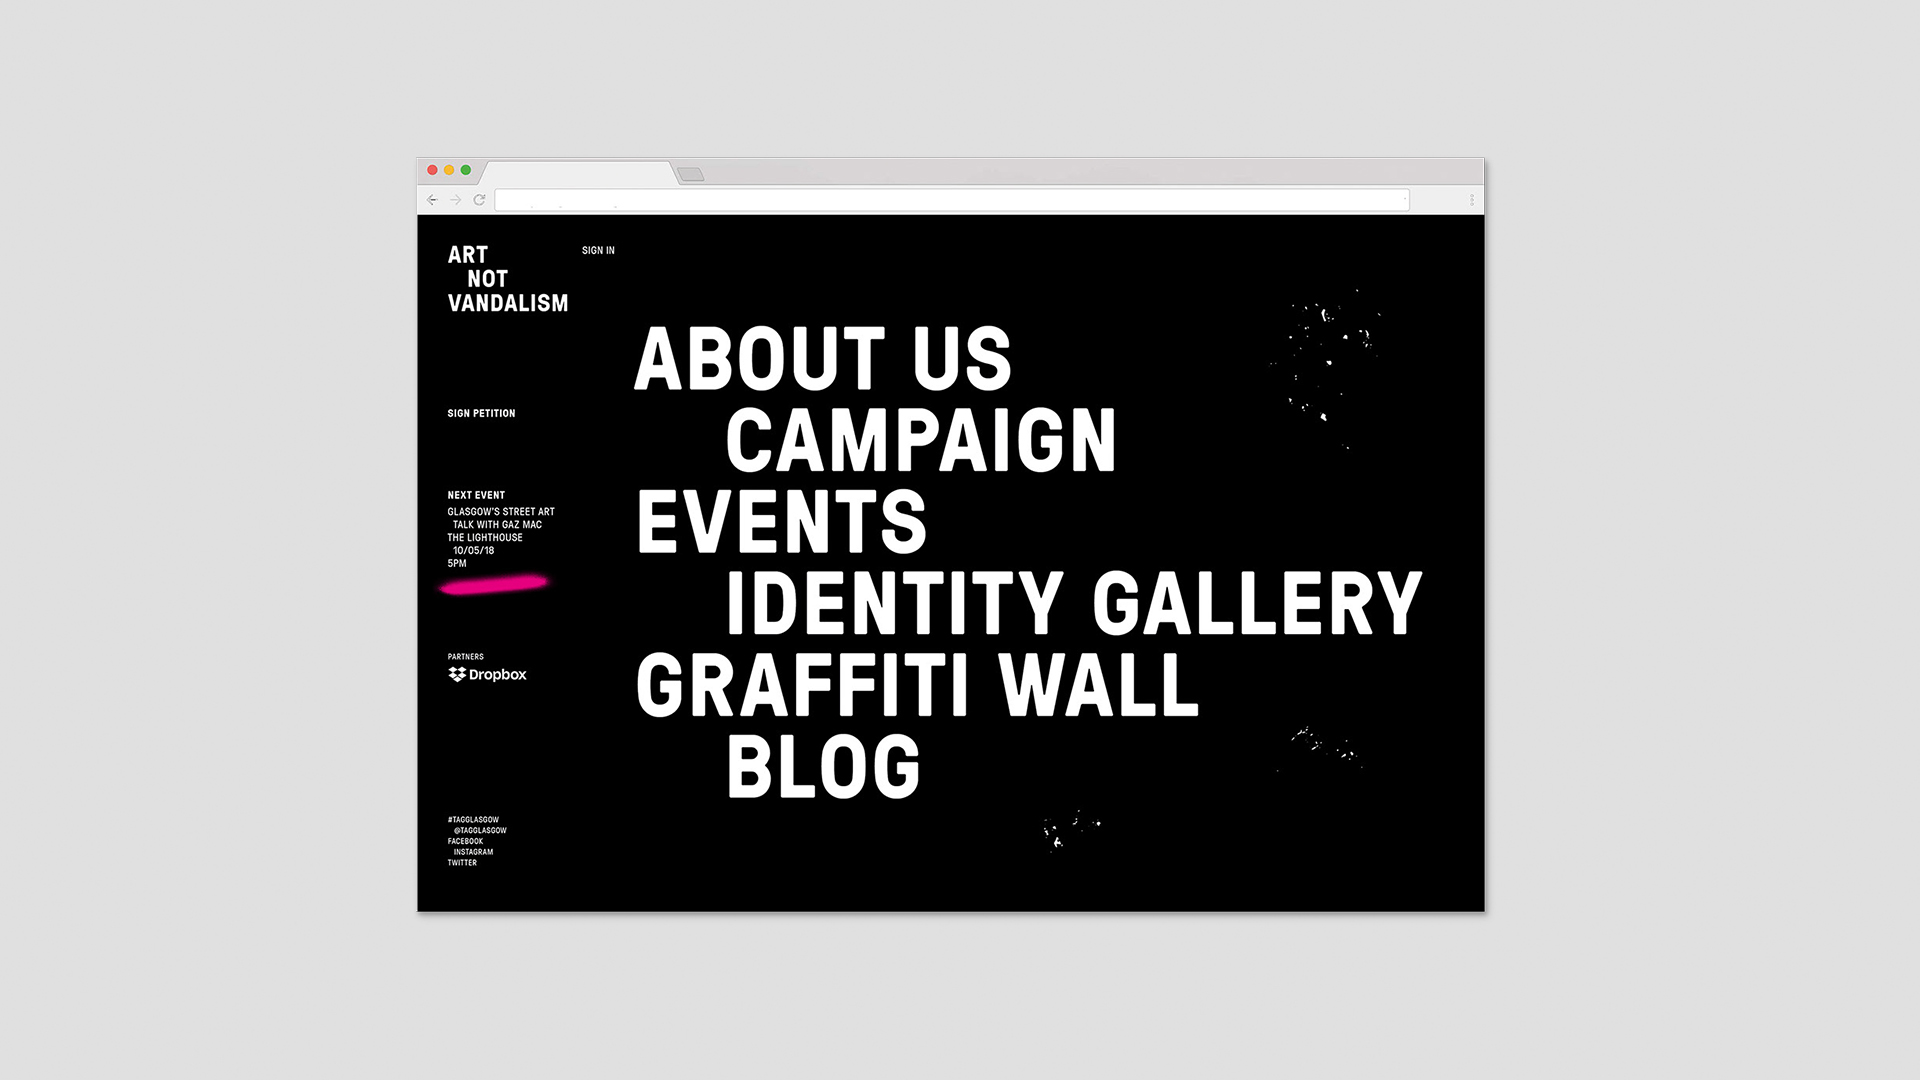 ART
NOT
VANDALISM
SIGN IN
SIGN PETITION
NEXT EVENT
GLASGOW'S STREET ART
TALK WITH GAZ MAC
THE LIGHTHOUSE
10/05/18
5PM
PARTNERS
Dropbox
#TAGGLASGOW
@TAGGLASGOW
FACEBOOK
INSTAGRAM
TWITTER
ABOUT US
CAMPAIGN
EVENTS
IDENTITY GALLERY
GRAFFITI WALL
BLOG